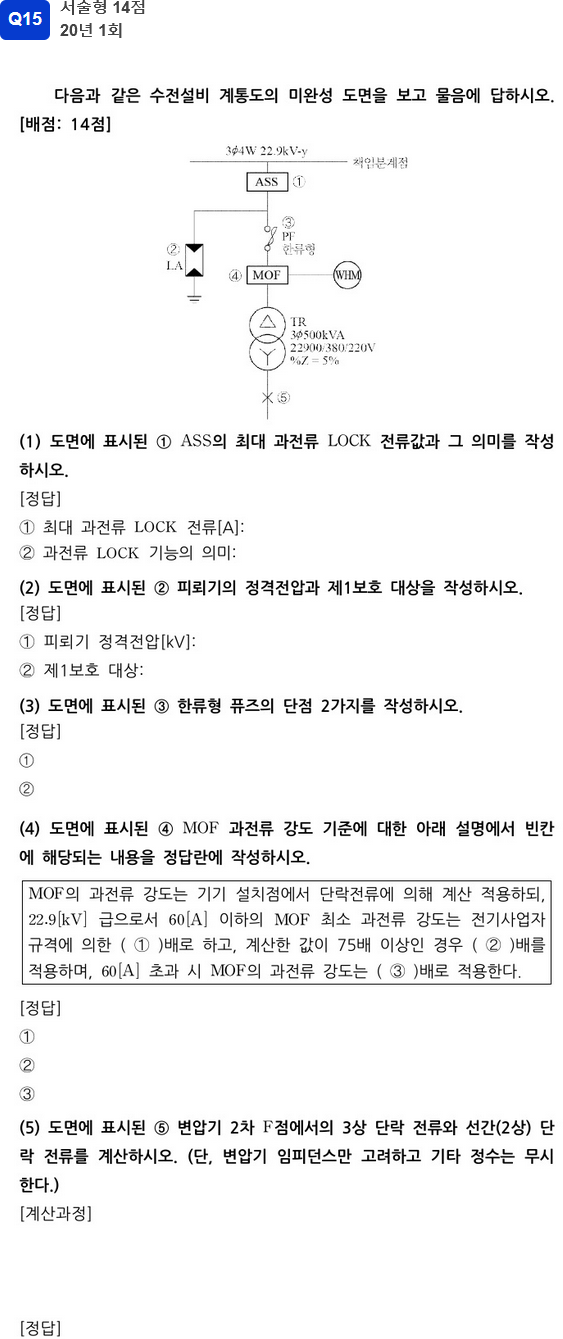 Q15
서술형 14점
20년 1회
다음과 같은 수전설비 계통도의 미완성 도면을 보고 물음에 답하시오.
[배점: 14점]
3∮4W 22.9kV-y
책임분계점
ASS ①
③
PF
한류형
②
LA
④ MOF WHM
TR
3∮500kVA
22900/380/220V
%Z = 5%
⑤
(1) 도면에 표시된 ① ASS의 최대 과전류 LOCK 전류값과 그 의미를 작성
하시오.
[정답]
① 최대 과전류 LOCK 전류[A]:
② 과전류 LOCK 기능의 의미:
(2) 도면에 표시된 ② 피뢰기의 정격전압과 제1보호 대상을 작성하시오.
[정답]
① 피뢰기 정격전압[kV]:
② 제1보호 대상:
(3) 도면에 표시된 ③ 한류형 퓨즈의 단점 2가지를 작성하시오.
[정답]
①
②
(4) 도면에 표시된 ④ MOF 과전류 강도 기준에 대한 아래 설명에서 빈칸
에 해당되는 내용을 정답란에 작성하시오.
MOF의 과전류 강도는 기기 설치점에서 단락전류에 의해 계산 적용하되,
22.9[kV] 급으로서 60[A] 이하의 MOF 최소 과전류 강도는 전기사업자
규격에 의한 ( ① )배로 하고, 계산한 값이 75배 이상인 경우 ( ② )배를
적용하며, 60[A] 초과 시 MOF의 과전류 강도는 ( ③ )배로 적용한다.
[정답]
①
②
③
(5) 도면에 표시된 ⑤ 변압기 2차 F점에서의 3상 단락 전류와 선간(2상) 단
락 전류를 계산하시오. (단, 변압기 임피던스만 고려하고 기타 정수는 무시
한다.)
[계산과정]
[정답]